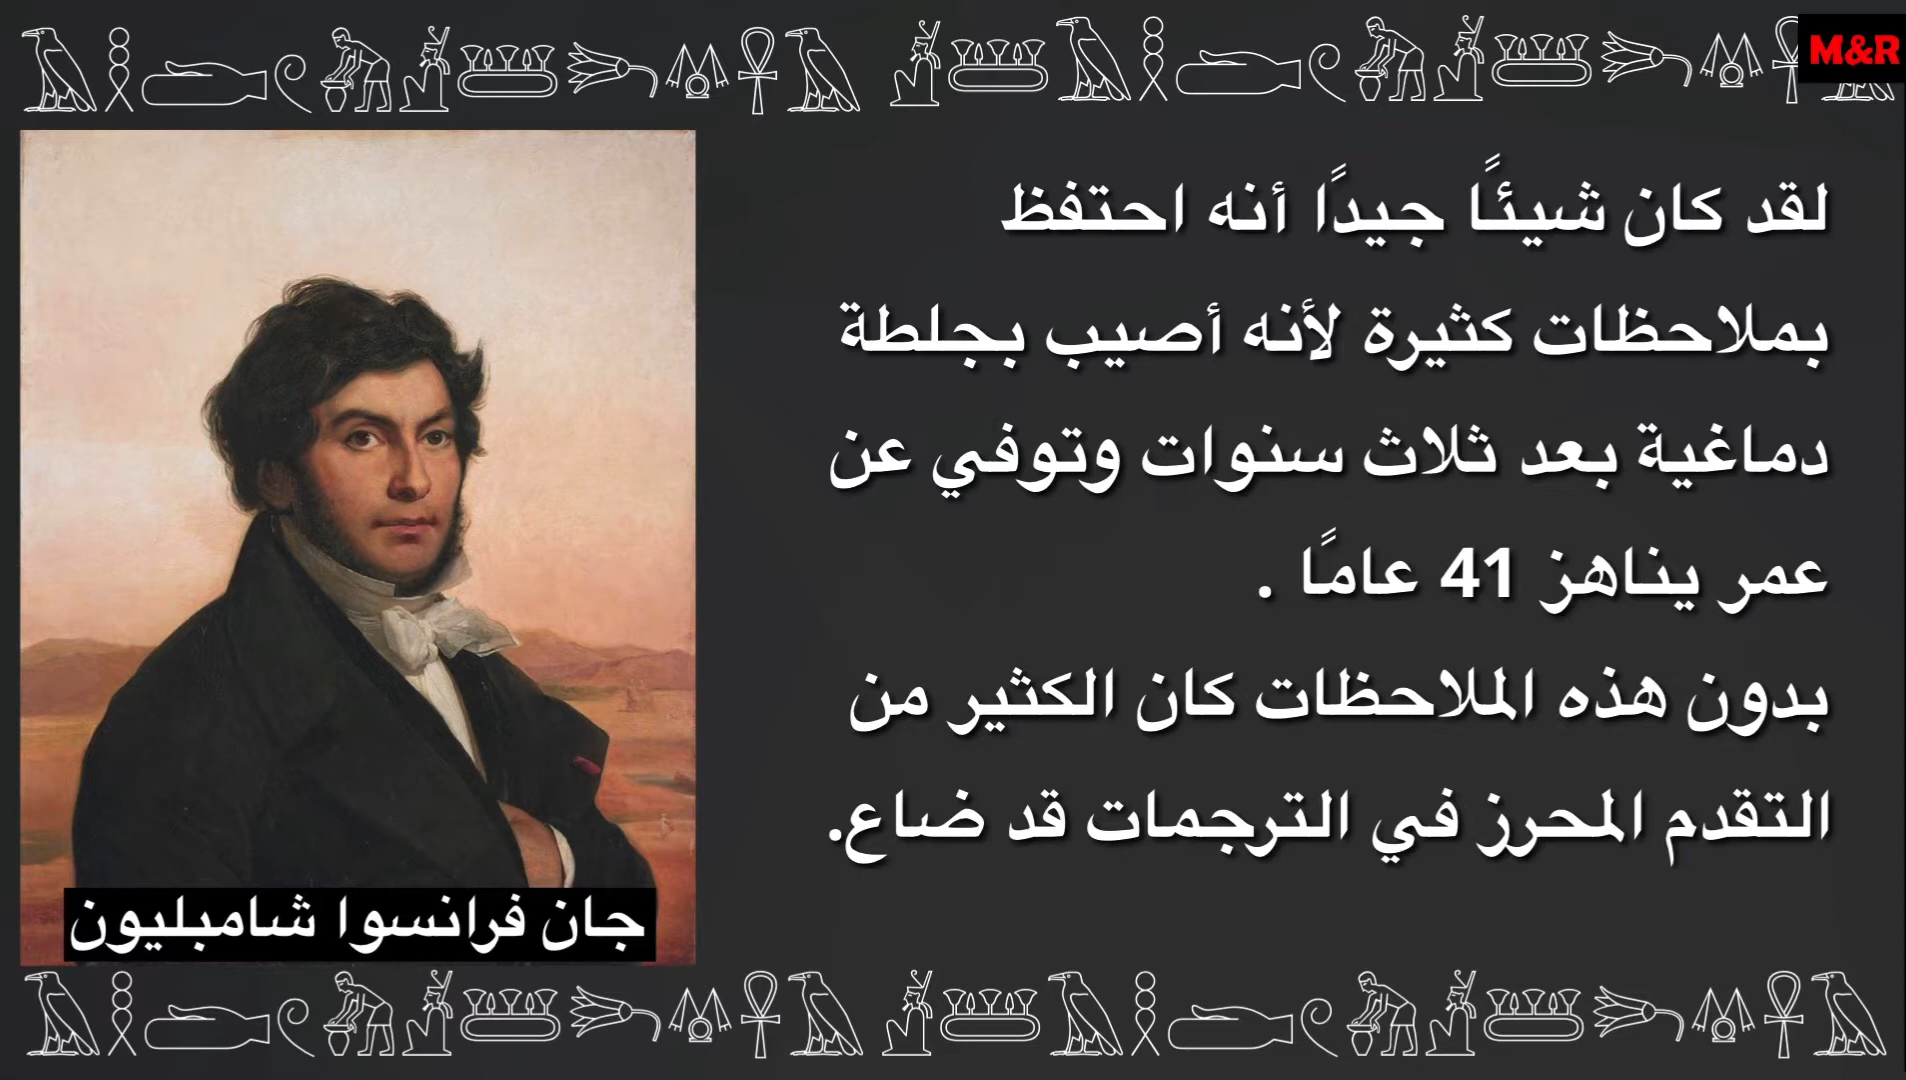 M&R
لقد كان شيئًا جيدًا أنه احتفظ
بملاحظات كثيرة لأنه أصيب بجلطة
دماغية بعد ثلاث سنوات وتوفي عن
عمر يناهز 41 عامًا .
بدون هذه الملاحظات كان الكثير من
التقدم المحرز في الترجمات قد ضاع.
جان فرانسوا شامبليون